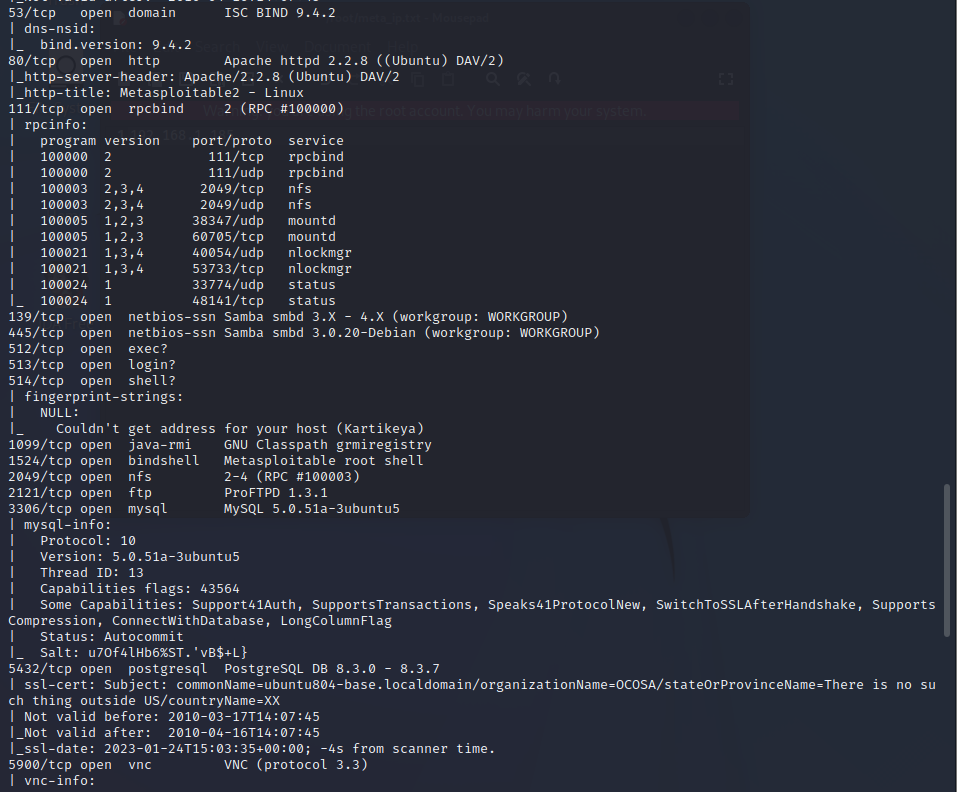 53/tcp   open  domain      ISC BIND 9.4.2
| dns-nsid:
|_  bind.version: 9.4.2
80/tcp   open  http        Apache httpd 2.2.8 ((Ubuntu) DAV/2)
|_http-server-header: Apache/2.2.8 (Ubuntu) DAV/2
|_http-title: Metasploitable2 - Linux
111/tcp  open  rpcbind     2 (RPC #100000)
the root account. You may harm your system.
| rpcinfo:
|   program version    port/proto  service
|   100000  2            111/tcp   rpcbind
|   100000  2            111/udp   rpcbind
|   100003  2,3,4       2049/tcp   nfs
|   100003  2,3,4       2049/udp   nfs
|   100005  1,2,3      38347/udp   mountd
|   100005  1,2,3      60705/tcp   mountd
|   100021  1,3,4      40054/udp   nlockmgr
|   100021  1,3,4      53733/tcp   nlockmgr
|   100024  1          33774/udp   status
|_  100024  1          48141/tcp   status
139/tcp  open  netbios-ssn Samba smbd 3.X - 4.X (workgroup: WORKGROUP)
445/tcp  open  netbios-ssn Samba smbd 3.0.20-Debian (workgroup: WORKGROUP)
512/tcp  open  exec?
513/tcp  open  login?
514/tcp  open  shell?
| fingerprint-strings:
|   NULL:
|_    Couldn't get address for your host (Kartikeya)
1099/tcp open  java-rmi    GNU Classpath grmiregistry
1524/tcp open  bindshell   Metasploitable root shell
2049/tcp open  nfs         2-4 (RPC #100003)
2121/tcp open  ftp         ProFTPD 1.3.1
3306/tcp open  mysql       MySQL 5.0.51a-3ubuntu5
| mysql-info:
|   Protocol: 10
|   Version: 5.0.51a-3ubuntu5
|   Thread ID: 13
|   Capabilities flags: 43564
|   Some Capabilities: Support41Auth, SupportsTransactions, Speaks41ProtocolNew, SwitchToSSLAfterHandshake, Supports
Compression, ConnectWithDatabase, LongColumnFlag
|   Status: Autocommit
|_  Salt: u7Of4lHb6%ST.'vB$+L}
5432/tcp open  postgresql  PostgreSQL DB 8.3.0 - 8.3.7
| ssl-cert: Subject: commonName=ubuntu804-base.localdomain/organizationName=OCOSA/stateOrProvinceName=There is no su
ch thing outside US/countryName=XX
| Not valid before: 2010-03-17T14:07:45
|_Not valid after:  2010-04-16T14:07:45
|_ssl-date: 2023-01-24T15:03:35+00:00; -4s from scanner time.
5900/tcp open  vnc         VNC (protocol 3.3)
| vnc-info: